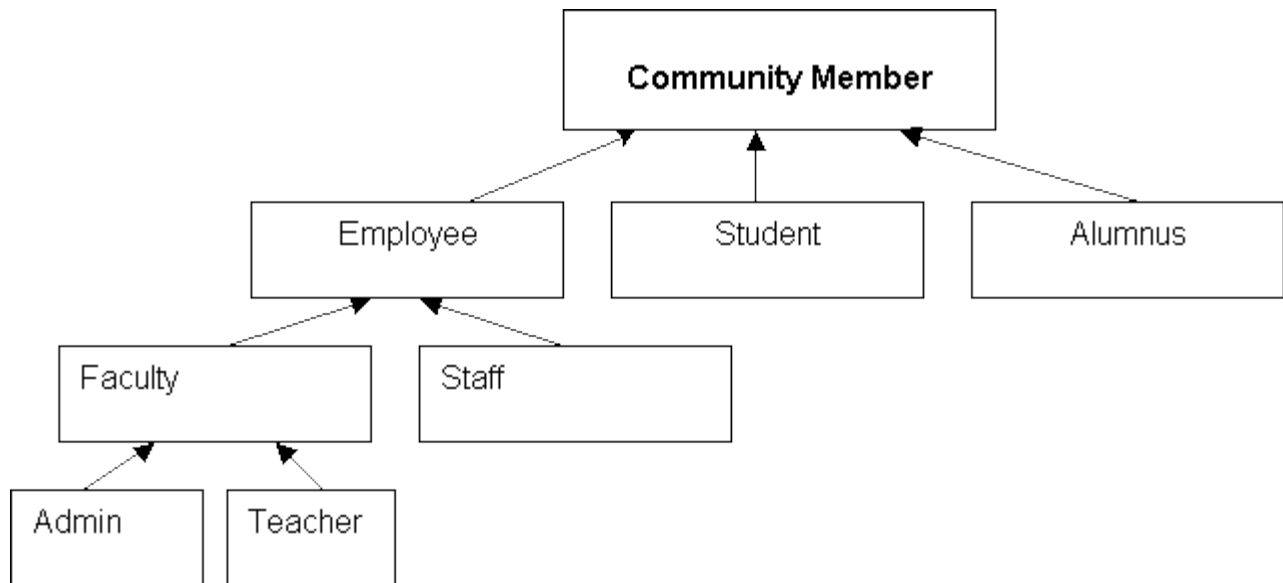 Community Member
Employee
Student
Alumnus
Faculty
Staff
Admin
Teacher